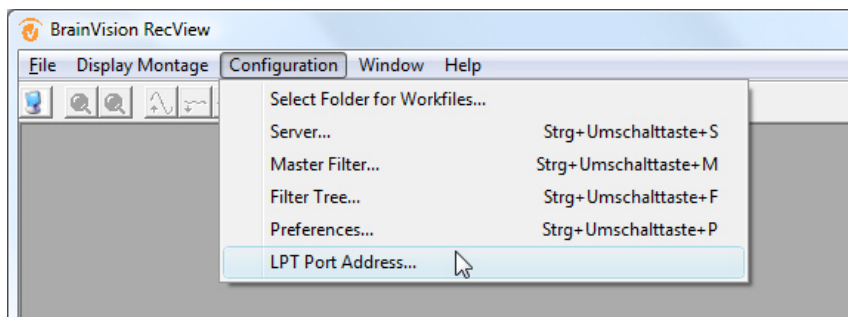 BrainVision RecView
File Display Montage Configuration Window Help
Select Folder for Workfiles...
Server... Strg+Umschalttaste+S
Master Filter... Strg+Umschalttaste+M
Filter Tree... Strg+Umschalttaste+F
Preferences... Strg+Umschalttaste+P
LPT Port Address...